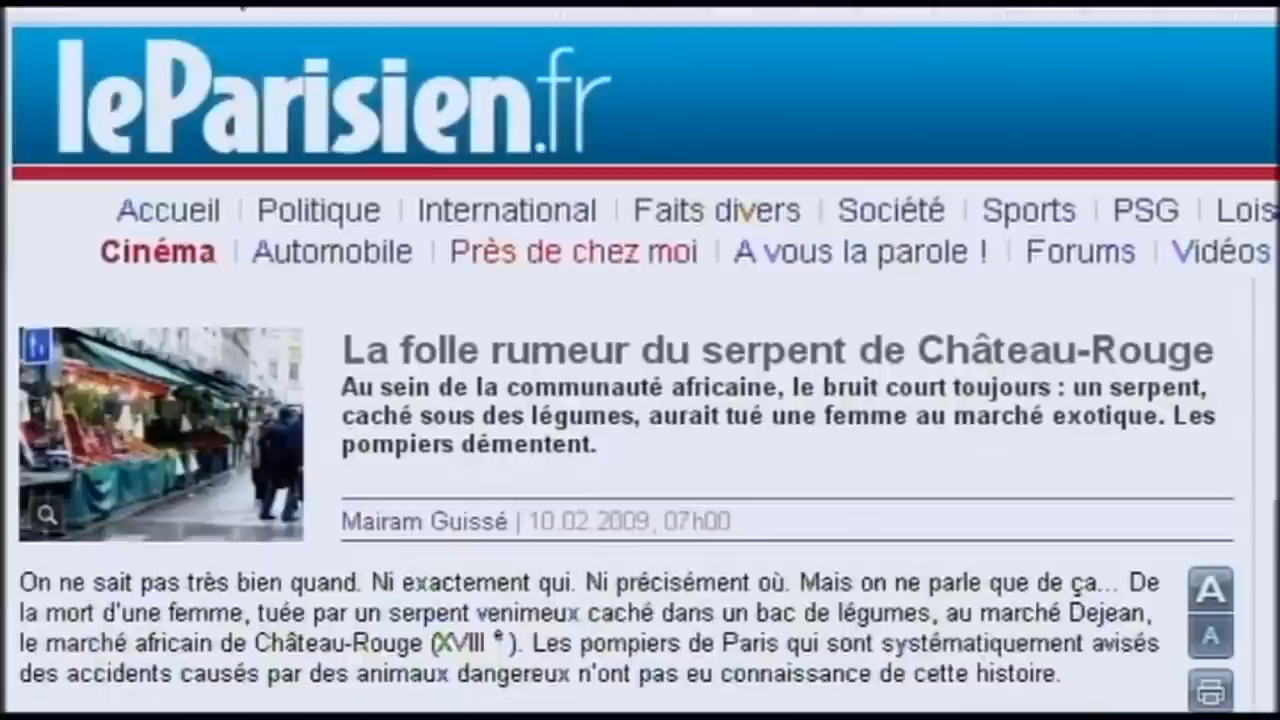 leParisien.fr
Accueil | Politique | International | Faits divers | Société | Sports | PSG | Lois
Cinéma | Automobile | Près de chez moi | A vous la parole ! | Forums | Vidéos
La folle rumeur du serpent de Château-Rouge
Au sein de la communauté africaine, le bruit court toujours : un serpent,
caché sous des légumes, aurait tué une femme au marché exotique. Les
pompiers démentent.
Mairam Guissé | 10.02.2009, 07h00
On ne sait pas très bien quand. Ni exactement qui. Ni précisément où. Mais on ne parle que de ça... De
la mort d'une femme, tuée par un serpent venimeux caché dans un bac de légumes, au marché Dejean,
le marché africain de Château-Rouge (XVIII e ). Les pompiers de Paris qui sont systématiquement avisés
des accidents causés par des animaux dangereux n'ont pas eu connaissance de cette histoire.
A
A